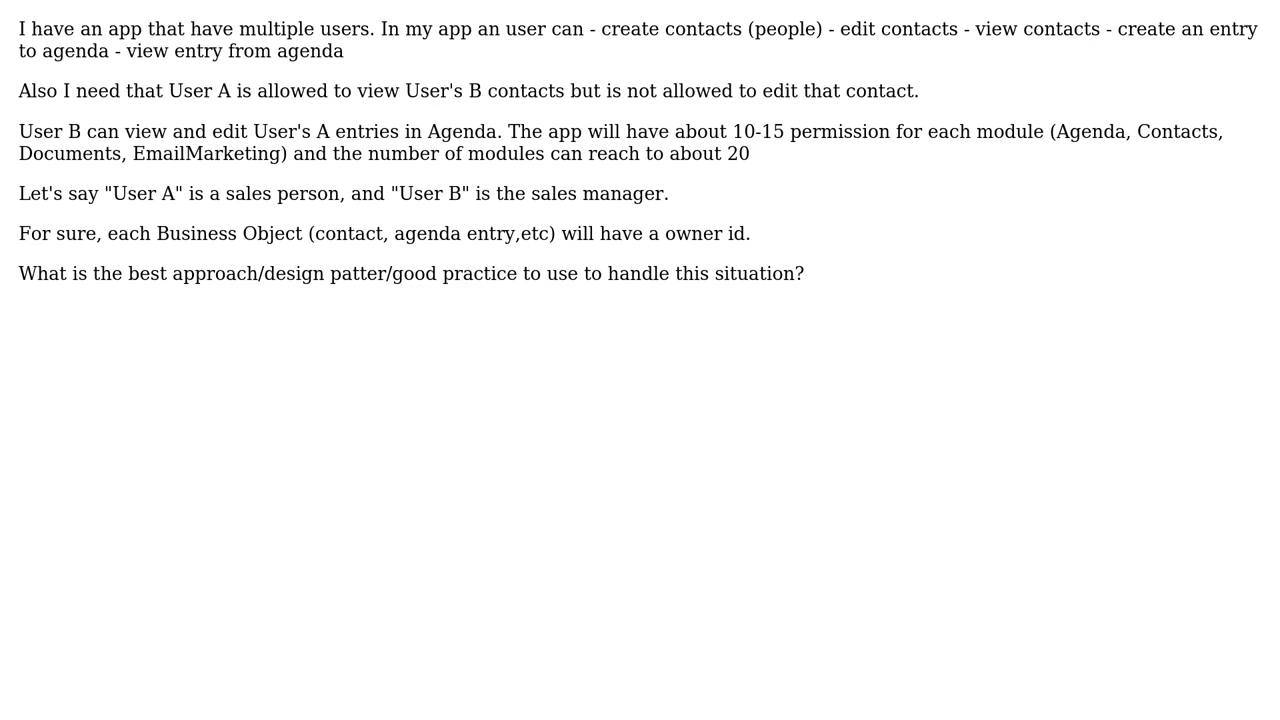 I have an app that have multiple users. In my app an user can - create contacts (people) - edit contacts - view contacts - create an entry
to agenda - view entry from agenda
Also I need that User A is allowed to view User's B contacts but is not allowed to edit that contact.
User B can view and edit User's A entries in Agenda. The app will have about 10-15 permission for each module (Agenda, Contacts,
Documents, EmailMarketing) and the number of modules can reach to about 20
Let's say "User A" is a sales person, and "User B" is the sales manager.
For sure, each Business Object (contact, agenda entry,etc) will have a owner id.
What is the best approach/design patter/good practice to use to handle this situation?